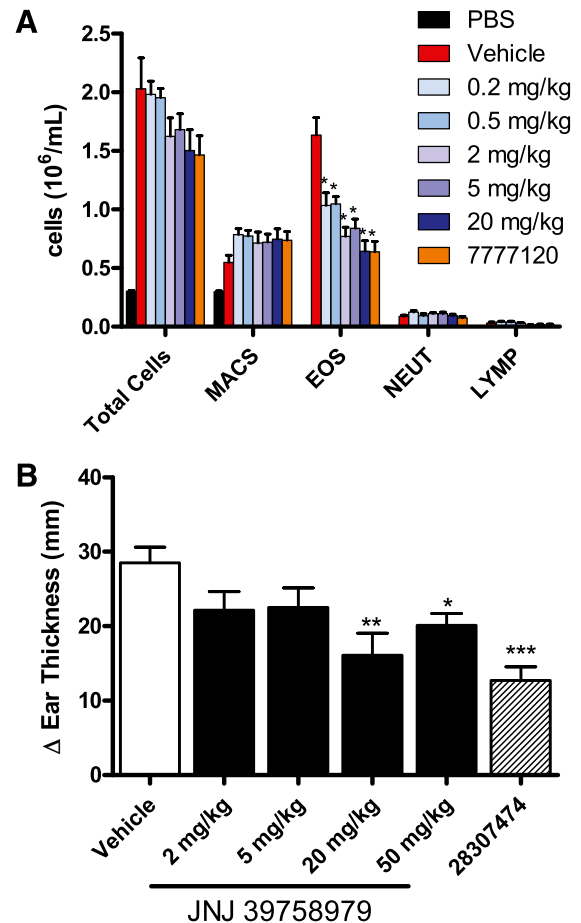 A
PBS
Vehicle
0.2 mg/kg
0.5 mg/kg
2 mg/kg
5 mg/kg
20 mg/kg
7777120
cells (10⁶/mL)
2.5
2.0
1.5
1.0
0.5
0.0
* * * * * *
Total Cells
MACS
EOS
NEUT
LYMP
B
Δ Ear Thickness (mm)
40
30
20
10
0
**
*
***
Vehicle
2 mg/kg
5 mg/kg
20 mg/kg
50 mg/kg
28307474
JNJ 39758979